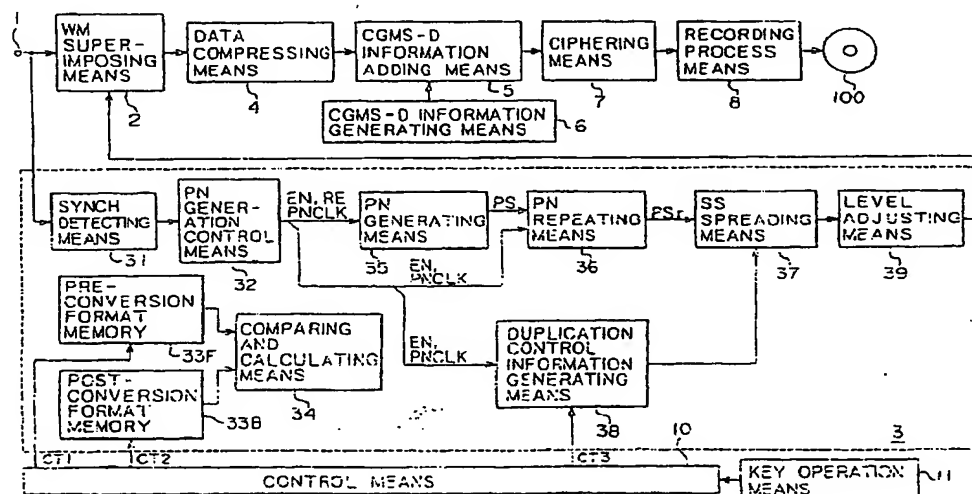 1
WM
SUPER-
IMPOSING
MEANS
2
DATA
COMPRESSING
MEANS
4
CGMS-D
INFORMATION
ADDING MEANS
5
CGMS-D INFORMATION
GENERATING MEANS
6
CIPHERING
MEANS
7
RECORDING
PROCESS
MEANS
8
100
SYNCH
DETECTING
MEANS
31
PN
GENER-
ATION
CONTROL
MEANS
32
EN, RE
PNCLK
PN
GENERATING
MEANS
35
PS
PN
REPEATING
MEANS
36
PSr
SS
SPREADING
MEANS
37
LEVEL
ADJUSTING
MEANS
39
EN,
PNCLK
PRE-
CONVERSION
FORMAT
MEMORY
33F
POST-
CONVERSION
FORMAT
MEMORY
33B
COMPARING
AND
CALCULATING
MEANS
34
EN,
PNCLK
DUPLICATION
CONTROL
INFORMATION
GENERATING
MEANS
38
3
CT1
CT2
CT3
10
CONTROL MEANS
KEY OPERATION
MEANS
11